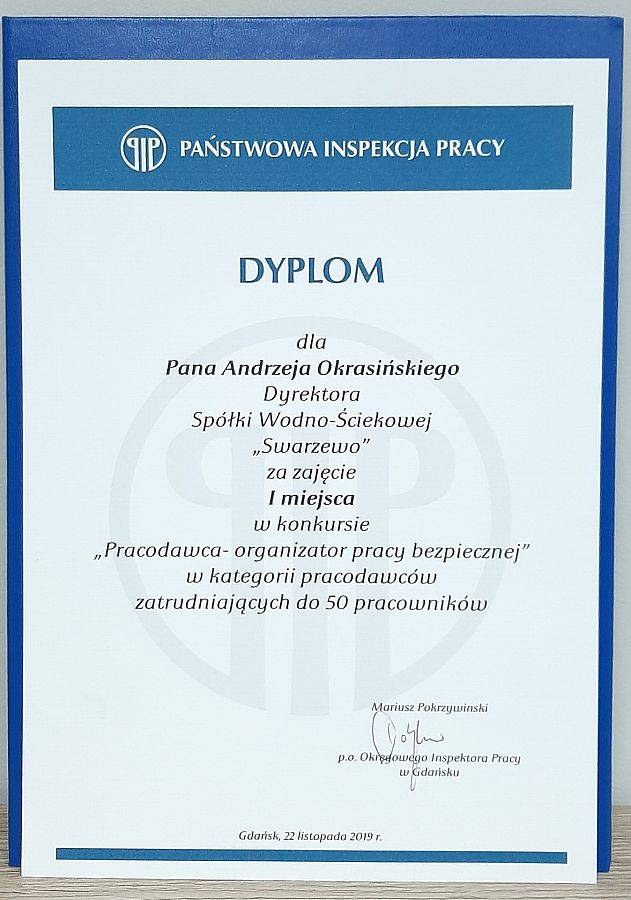 PIP PAŃSTWOWA INSPEKCJA PRACY
DYPLOM
dla
Pana Andrzeja Okrasińskiego
Dyrektora
Spółki Wodno-Ściekowej
„Swarzewo”
za zajęcie
I miejsca
w konkursie
„Pracodawca- organizator pracy bezpiecznej”
w kategorii pracodawców
zatrudniających do 50 pracowników
Mariusz Pokrzywinski
p.o. Okręgowego Inspektora Pracy
w Gdańsku
Gdańsk, 22 listopada 2019 r.